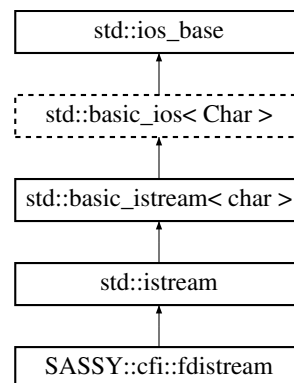 std::ios_base
std::basic_ios< Char >
std::basic_istream< char >
std::istream
SASSY::cfi::fdistream